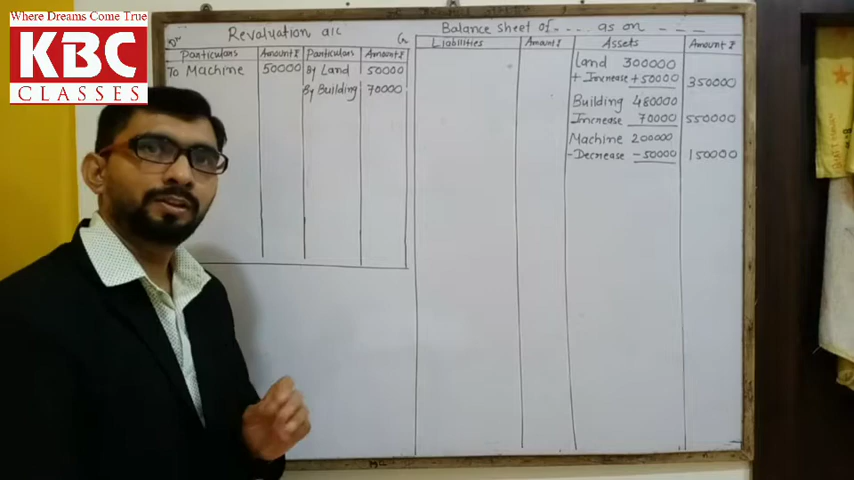 Where Dreams Come True
KBC
CLASSES
Revaluation a/c
Dr Cr
Particulars Amount ₹ Particulars Amount ₹
To Machine 50000 By Land 50000
By Building 70000
Balance sheet of .... as on ----
Liabilities Amount ₹ Assets Amount ₹
Land 300000
+ Increase +50000 350000
Building 480000
Increase 70000 550000
Machine 200000
- Decrease - 50000 150000